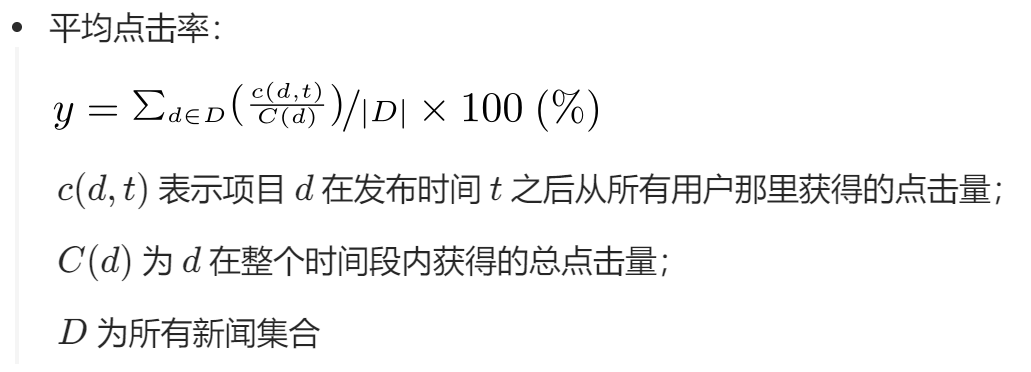 • 平均点击率：
y = ∑_{d∈D} (c(d,t)/C(d)) / |D| × 100 (%)
c(d, t) 表示项目 d 在发布时间 t 之后从所有用户那里获得的点击量；
C(d) 为 d 在整个时间段内获得的总点击量；
D 为所有新闻集合